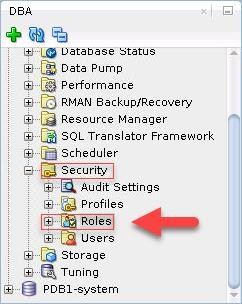 DBA
Database Status
Data Pump
Performance
RMAN Backup/Recovery
Resource Manager
SQL Translator Framework
Scheduler
Security
Audit Settings
Profiles
Roles
Users
Storage
Tuning
PDB1-system